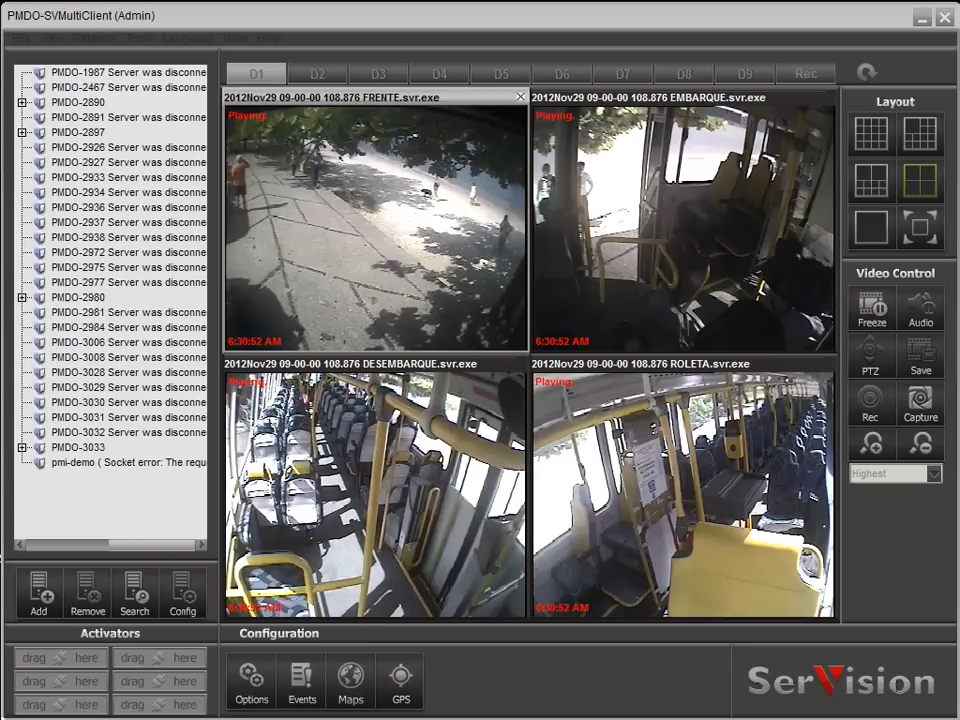 PMDO-SVMultiClient (Admin)
File View Extension Tools Language View Help
D1 D2 D3 D4 D5 D6 D7 D8 D9 Rec
PMDO-1987 Server was disconne
PMDO-2467 Server was disconne
PMDO-2890
PMDO-2891 Server was disconne
PMDO-2897
PMDO-2926 Server was disconne
PMDO-2927 Server was disconne
PMDO-2933 Server was disconne
PMDO-2934 Server was disconne
PMDO-2936 Server was disconne
PMDO-2937 Server was disconne
PMDO-2938 Server was disconne
PMDO-2972 Server was disconne
PMDO-2975 Server was disconne
PMDO-2977 Server was disconne
PMDO-2980
PMDO-2981 Server was disconne
PMDO-2984 Server was disconne
PMDO-3006 Server was disconne
PMDO-3008 Server was disconne
PMDO-3028 Server was disconne
PMDO-3029 Server was disconne
PMDO-3030 Server was disconne
PMDO-3031 Server was disconne
PMDO-3032 Server was disconne
PMDO-3033
pmi-demo ( Socket error: The requ
Add Remove Search Config
Activators
drag here drag here
drag here drag here
drag here drag here
2012Nov29 09-00-00 108.876 FRENTE.svr.exe
Playing.
6:30:52 AM
2012Nov29 09-00-00 108.876 EMBARQUE.svr.exe
Playing.
6:30:52 AM
2012Nov29 09-00-00 108.876 DESEMBARQUE.svr.exe
Playing.
6:30:52 AM
2012Nov29 09-00-00 108.876 ROLETA.svr.exe
Playing.
6:30:52 AM
Layout
Video Control
Freeze Audio
PTZ Save
Rec Capture
Highest
Configuration
Options Events Maps GPS
SerVision